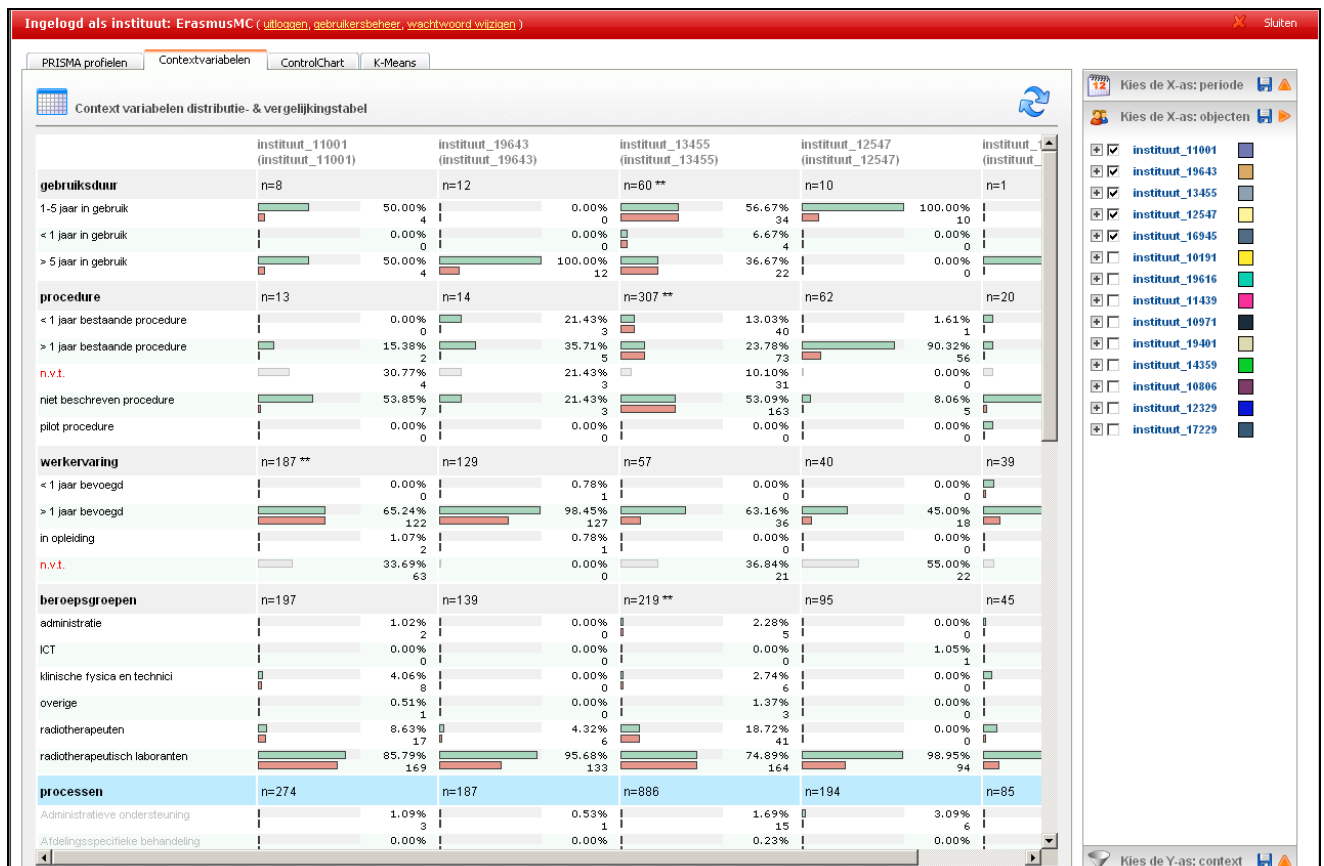 Ingelogd als instituut: ErasmusMC ( uitloggen, gebruikersbeheer, wachtwoord wijzigen ) Sluiten
PRISMA profielen Contextvariabelen ControlChart K-Means
Context variabelen distributie- & vergelijkingstabel
instituut_11001 instituut_19643 instituut_13455 instituut_12547 instituut_1
(instituut_11001) (instituut_19643) (instituut_13455) (instituut_12547) (instituut_
gebruiksduur n=8 n=12 n=60 ** n=10 n=1
1-5 jaar in gebruik 50.00% 0.00% 56.67% 100.00%
4 0 34 10
< 1 jaar in gebruik 0.00% 0.00% 6.67% 0.00%
0 0 4 0
> 5 jaar in gebruik 50.00% 100.00% 36.67% 0.00%
4 12 22 0
procedure n=13 n=14 n=307 ** n=62 n=20
< 1 jaar bestaande procedure 0.00% 21.43% 13.03% 1.61%
0 3 40 1
> 1 jaar bestaande procedure 15.38% 35.71% 23.78% 90.32%
2 5 73 56
n.v.t. 30.77% 21.43% 10.10% 0.00%
4 3 31 0
niet beschreven procedure 53.85% 21.43% 53.09% 8.06%
7 3 163 5
pilot procedure 0.00% 0.00% 0.00% 0.00%
0 0 0 0
werkervaring n=187 ** n=129 n=57 n=40 n=39
< 1 jaar bevoegd 0.00% 0.78% 0.00% 0.00%
0 1 0 0
> 1 jaar bevoegd 65.24% 98.45% 63.16% 45.00%
122 127 36 18
in opleiding 1.07% 0.78% 0.00% 0.00%
2 1 0 0
n.v.t. 33.69% 0.00% 36.84% 55.00%
63 0 21 22
beroepsgroepen n=197 n=139 n=219 ** n=95 n=45
administratie 1.02% 0.00% 2.28% 0.00%
2 0 5 0
ICT 0.00% 0.00% 0.00% 1.05%
0 0 0 1
klinische fysica en technici 4.06% 0.00% 2.74% 0.00%
8 0 6 0
overige 0.51% 0.00% 1.37% 0.00%
1 0 3 0
radiotherapeuten 8.63% 4.32% 18.72% 0.00%
17 6 41 0
radiotherapeutisch laboranten 85.79% 95.68% 74.89% 98.95%
169 133 164 94
processen n=274 n=187 n=886 n=194 n=85
Administratieve ondersteuning 1.09% 0.53% 1.69% 3.09%
3 1 15 6
Afdelingsspecifieke behandeling 0.00% 0.00% 0.23% 0.00%
12 Kies de X-as: periode
Kies de X-as: objecten
instituut_11001
instituut_19643
instituut_13455
instituut_12547
instituut_16945
instituut_10191
instituut_19616
instituut_11439
instituut_10971
instituut_19401
instituut_14359
instituut_10806
instituut_12329
instituut_17229
Kies de Y-as: context